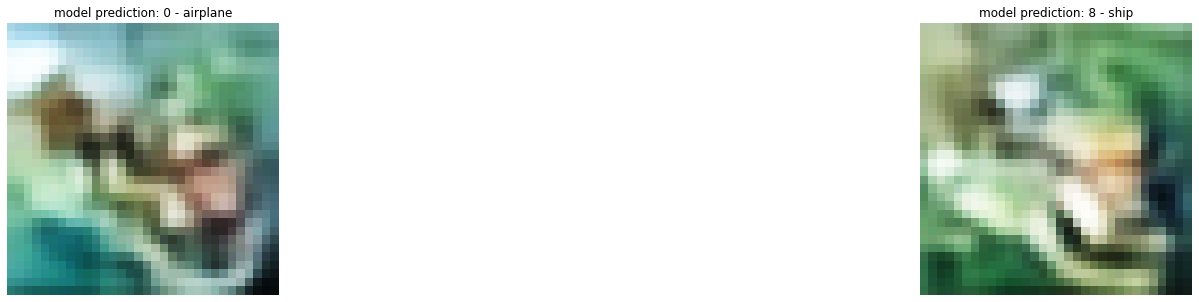 model prediction: 0 - airplane
model prediction: 8 - ship